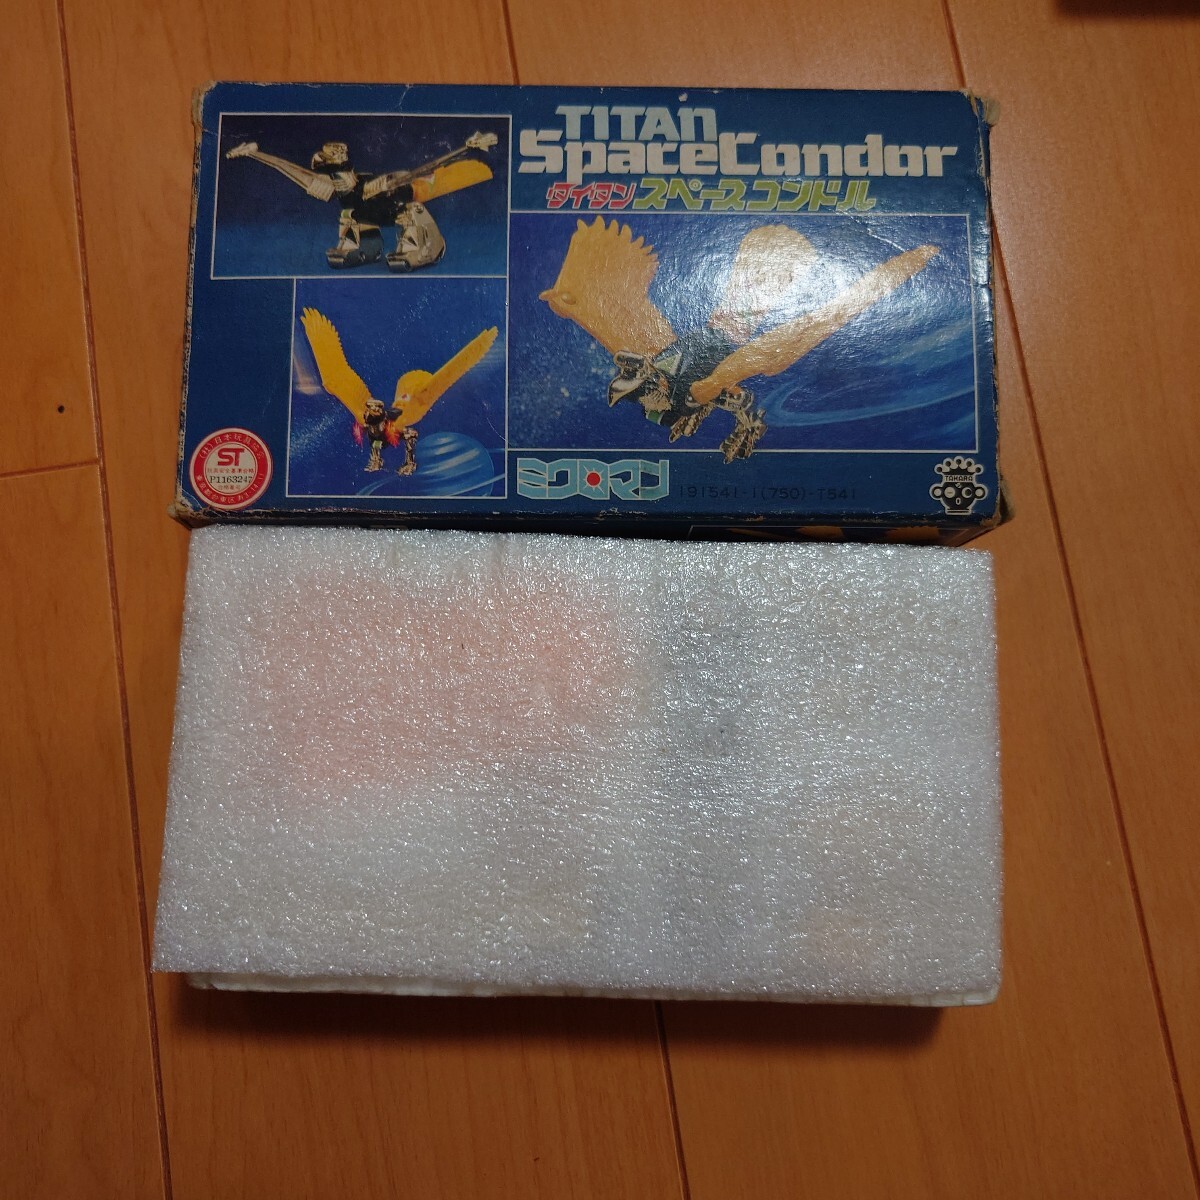 TITAN
SpaceCondor
タイタン スペースコンドル
ST
P1163247
ミクロマン
191541-1(750)-T541
TAKARA